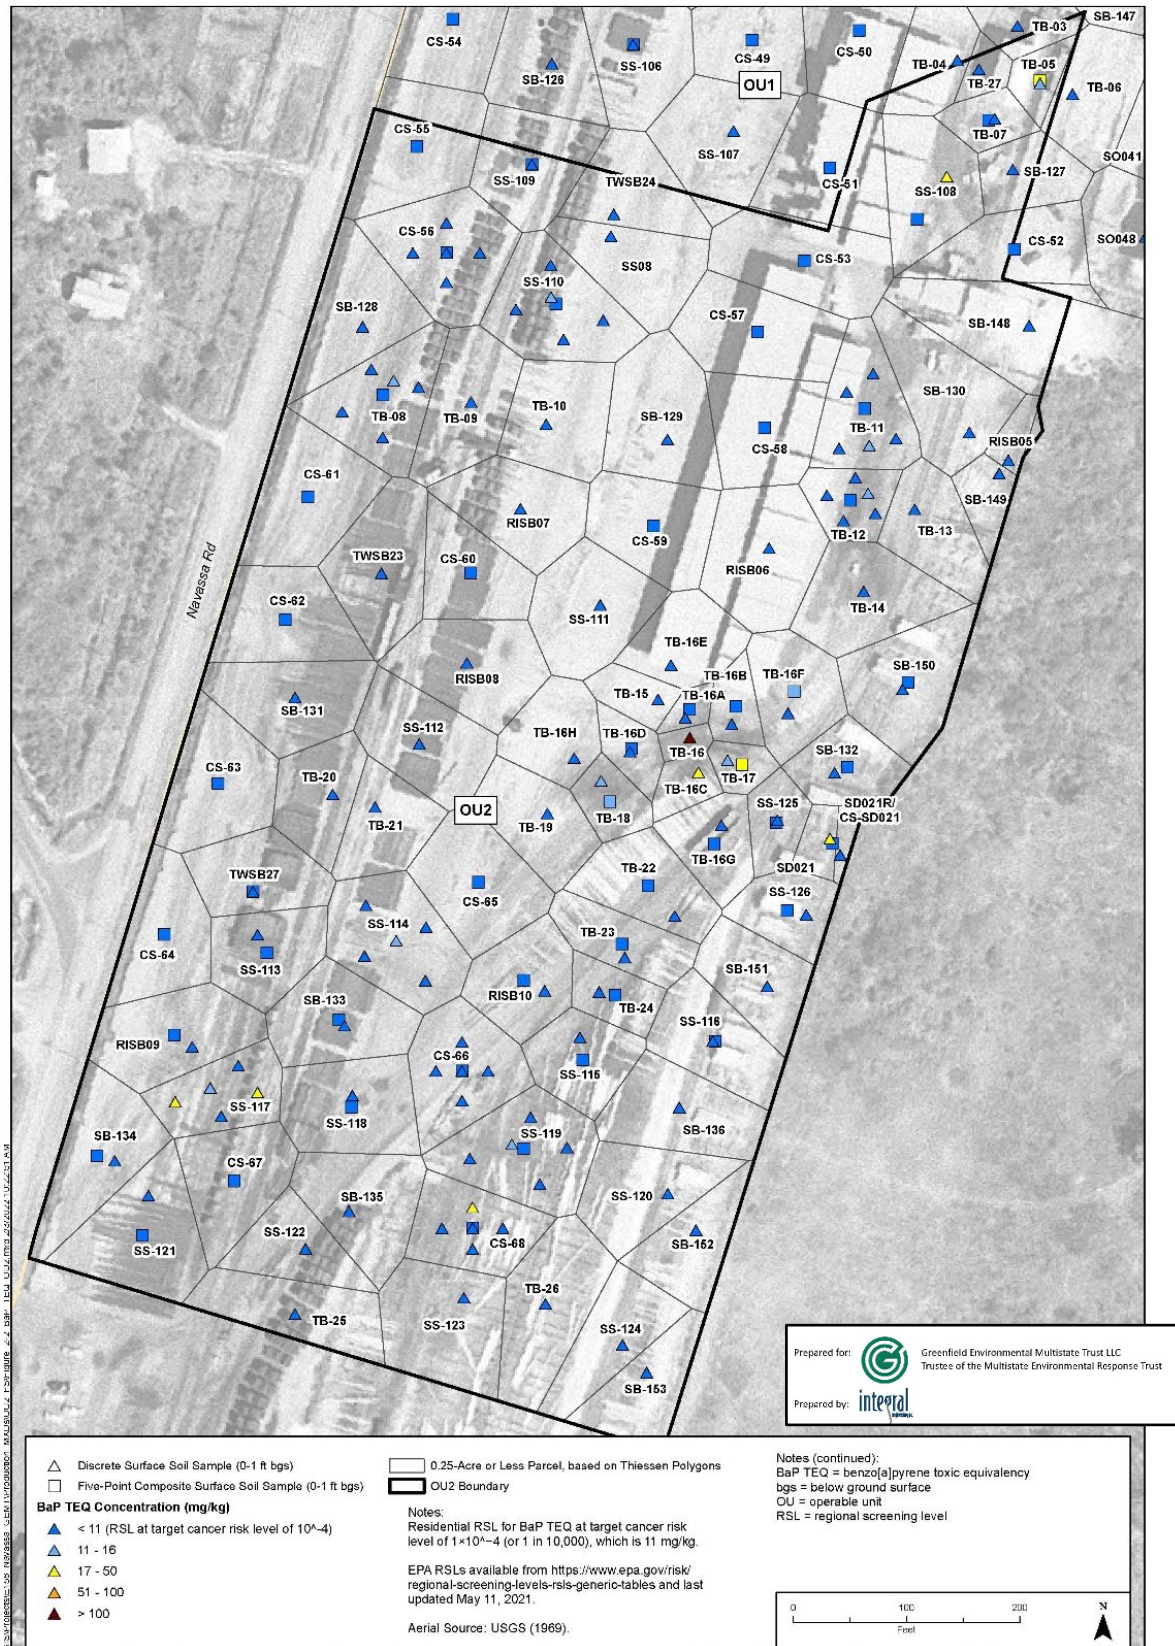 CS-54
SB-126
SS-106
CS-49
CS-50
TB-03
SB-147
TB-04
TB-27
TB-05
OU1
TB-06
CS-55
SS-107
TB-07
SS-109
TWSB24
CS-51
SS-108
SB-127
SO041
CS-56
SS-110
SS08
CS-53
CS-52
SO048
SB-128
CS-57
SB-148
TB-08
TB-09
TB-10
SB-129
CS-58
TB-11
SB-130
RISB05
CS-61
RISB07
CS-59
TB-12
TB-13
SB-149
TWSB23
CS-60
RISB06
Navassa Rd
CS-62
SS-111
TB-14
TB-16E
RISB08
SB-131
TB-15
TB-16A
TB-16B
TB-16F
SB-150
SS-112
TB-16H
TB-16D
TB-16
TB-17
SB-132
CS-63
TB-20
TB-21
OU2
TB-19
TB-18
TB-16C
SS-125
SD021R/
CS-SD021
TB-16G
TB-22
SD021
TWSB27
CS-65
SS-126
SS-114
TB-23
CS-64
SS-113
SB-151
RISB10
TB-24
SB-133
SS-116
RISB09
CS-66
SS-115
SS-117
SS-118
SS-119
SB-136
SB-134
CS-67
SB-135
SS-120
SS-121
SS-122
CS-68
SB-152
TB-25
SS-123
TB-26
SS-124
SB-153
Prepared for:
Greenfield Environmental Multistate Trust LLC
Trustee of the Multistate Environmental Response Trust
Prepared by:
integral
Discrete Surface Soil Sample (0-1 ft bgs)
Five-Point Composite Surface Soil Sample (0-1 ft bgs)
BaP TEQ Concentration (mg/kg)
< 11 (RSL at target cancer risk level of 10^-4)
11 - 16
17 - 50
51 - 100
> 100
0.25-Acre or Less Parcel, based on Thiessen Polygons
OU2 Boundary
Notes:
Residential RSL for BaP TEQ at target cancer risk
level of 1×10^−4 (or 1 in 10,000), which is 11 mg/kg.
EPA RSLs available from https://www.epa.gov/risk/
regional-screening-levels-rsls-generic-tables and last
updated May 11, 2021.
Aerial Source: USGS (1969).
Notes (continued):
BaP TEQ = benzo[a]pyrene toxic equivalency
bgs = below ground surface
OU = operable unit
RSL = regional screening level
0 100 200
Feet
N